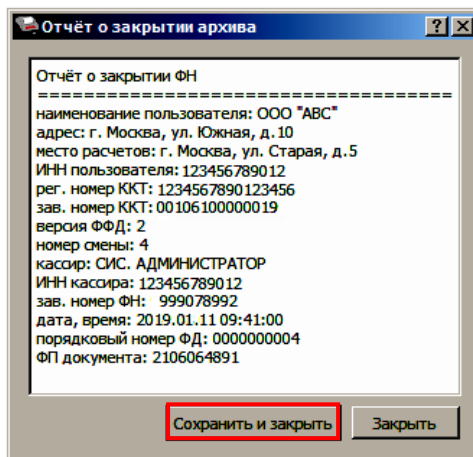 Отчёт о закрытии архива
Отчёт о закрытии ФН
=====================================
наименование пользователя: ООО "АВС"
адрес: г. Москва, ул. Южная, д.10
место расчетов: г. Москва, ул. Старая, д.5
ИНН пользователя: 123456789012
рег. номер ККТ: 1234567890123456
зав. номер ККТ: 00106100000019
версия ФФД: 2
номер смены: 4
кассир: СИС. АДМИНИСТРАТОР
ИНН кассира: 123456789012
зав. номер ФН: 999078992
дата, время: 2019.01.11 09:41:00
порядковый номер ФД: 0000000004
ФП документа: 2106064891
Сохранить и закрыть Закрыть